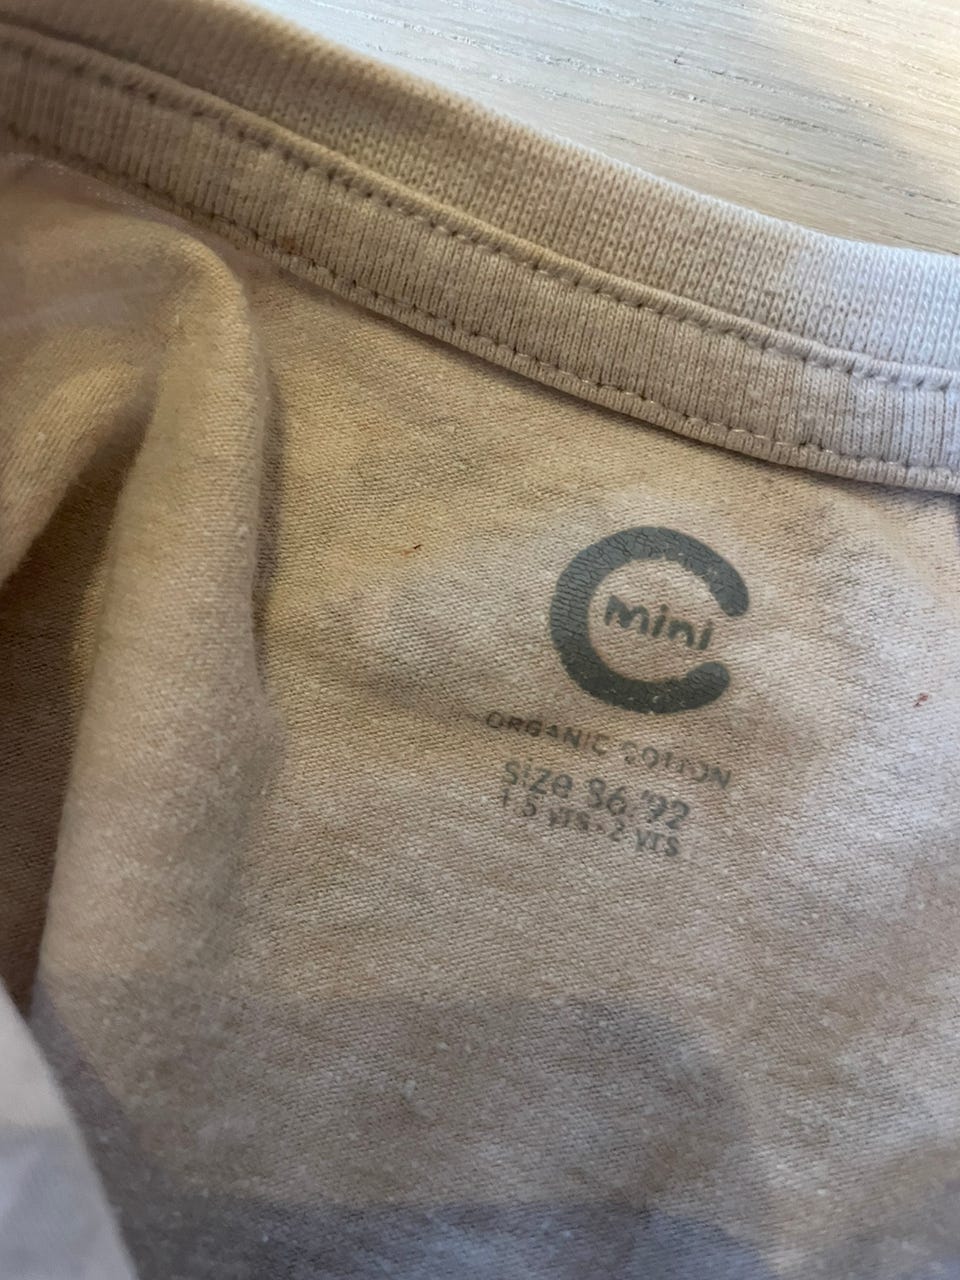 mini
ORGANIC COTTON
size 86/92
1.5 yrs-2 yrs